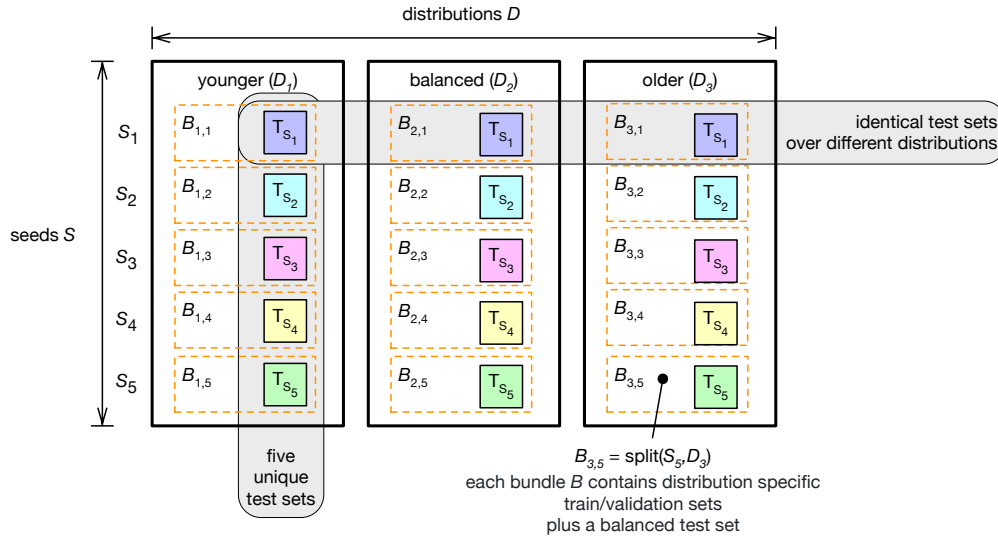 distributions D
younger (D1)
balanced (D2)
older (D3)
seeds S
S1
B1,1
TS1
B2,1
TS1
B3,1
TS1
identical test sets
over different distributions
S2
B1,2
TS2
B2,2
TS2
B3,2
TS2
S3
B1,3
TS3
B2,3
TS3
B3,3
TS3
S4
B1,4
TS4
B2,4
TS4
B3,4
TS4
S5
B1,5
TS5
B2,5
TS5
B3,5
TS5
five
unique
test sets
B3,5 = split(S5,D3)
each bundle B contains distribution specific
train/validation sets
plus a balanced test set